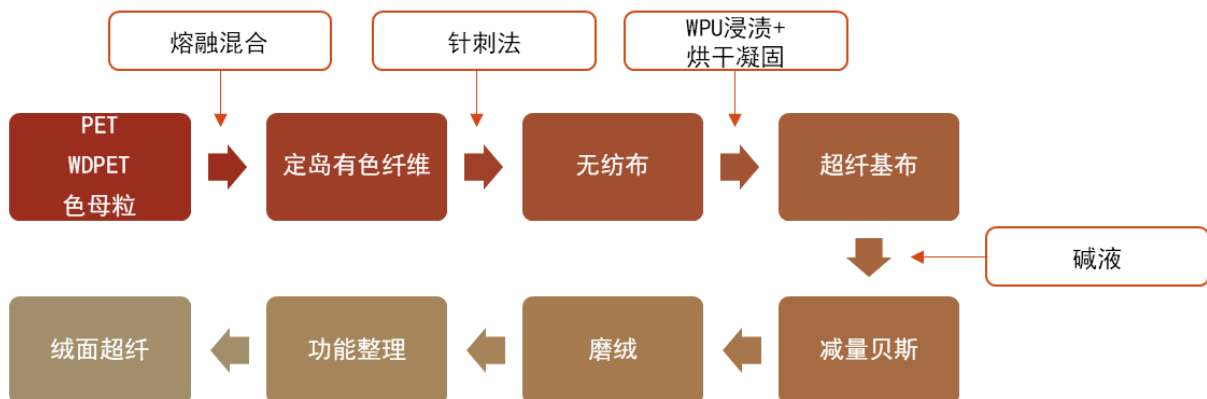 熔融混合
针刺法
WPU浸渍+
烘干凝固
PET
WDPET
色母粒
定岛有色纤维
无纺布
超纤基布
碱液
绒面超纤
功能整理
磨绒
减量贝斯